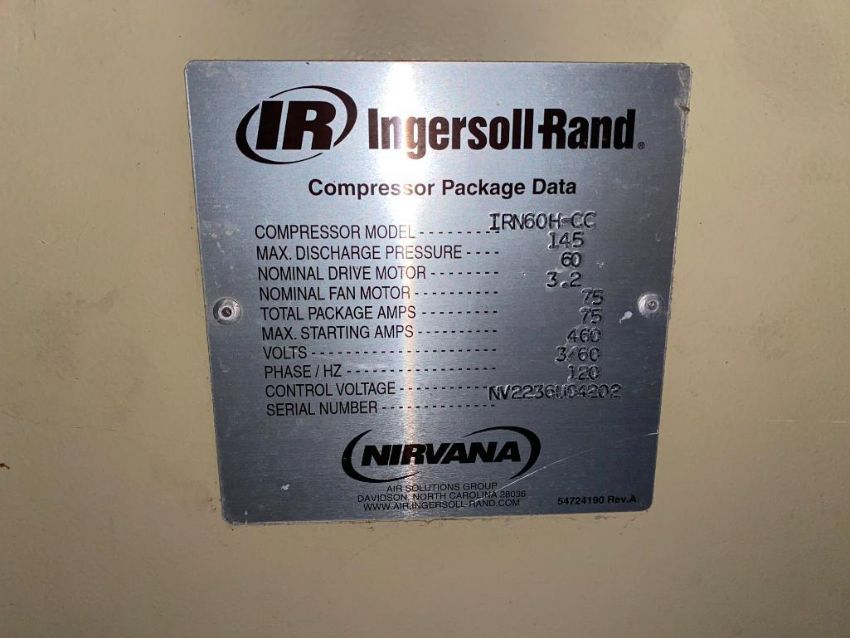 IR Ingersoll-Rand®
Compressor Package Data
COMPRESSOR MODEL - - - - - - - - - IRN60H-CC
MAX. DISCHARGE PRESSURE - - - - 145
NOMINAL DRIVE MOTOR - - - - - - - - 60
NOMINAL FAN MOTOR - - - - - - - - - - 3.2
TOTAL PACKAGE AMPS - - - - - - - - - 75
MAX. STARTING AMPS - - - - - - - - - - 75
VOLTS - - - - - - - - - - - - - - - - - - - - - - 460
PHASE / HZ - - - - - - - - - - - - - - - - - - 3/60
CONTROL VOLTAGE - - - - - - - - - - - - 120
SERIAL NUMBER - - - - - - - - - - - - - - NV2236U04202
NIRVANA
AIR SOLUTIONS GROUP
DAVIDSON, NORTH CAROLINA 28036
WWW.AIR.INGERSOLL-RAND.COM
54724190 Rev.A